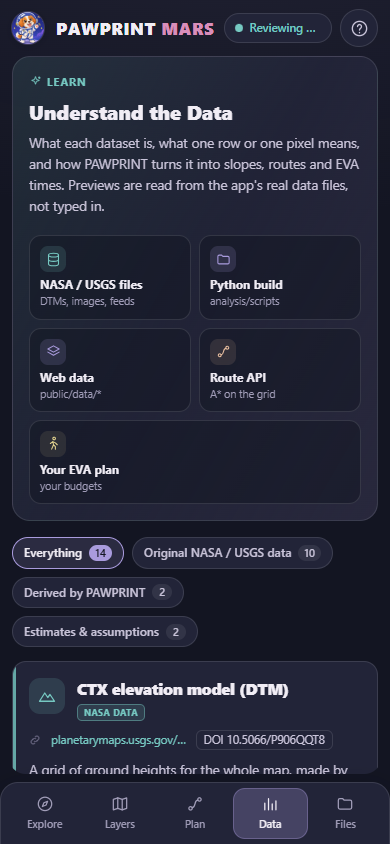 PAWPRINT MARS
Reviewing ...
LEARN
Understand the Data
What each dataset is, what one row or one pixel means,
and how PAWPRINT turns it into slopes, routes and EVA
times. Previews are read from the app's real data files,
not typed in.
NASA / USGS files
DTMs, images, feeds
Python build
analysis/scripts
Web data
public/data/*
Route API
A* on the grid
Your EVA plan
your budgets
Everything 14
Original NASA / USGS data 10
Derived by PAWPRINT 2
Estimates & assumptions 2
CTX elevation model (DTM)
NASA DATA
planetarymaps.usgs.gov/...
DOI 10.5066/P906QQT8
A grid of ground heights for the whole map, made by
Explore
Layers
Plan
Data
Files